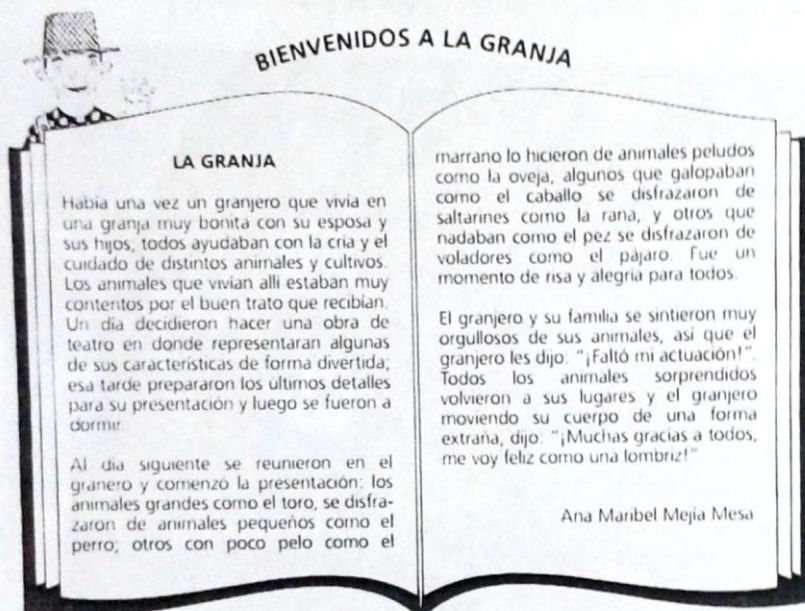 BIENVENIDOS A LA GRANJA
LA GRANJA
Había una vez un granjero que vivía en
una granja muy bonita con su esposa y
sus hijos; todos ayudaban con la cría y el
cuidado de distintos animales y cultivos.
Los animales que vivían allí estaban muy
contentos por el buen trato que recibían.
Un día decidieron hacer una obra de
teatro en donde representaran algunas
de sus características de forma divertida;
esa tarde prepararon los últimos detalles
para su presentación y luego se fueron a
dormir.
Al día siguiente se reunieron en el
granero y comenzó la presentación: los
animales grandes como el toro, se disfra-
zaron de animales pequeños como el
perro; otros con poco pelo como el
marrano lo hicieron de animales peludos
como la oveja, algunos que galopaban
como el caballo se disfrazaron de
saltarines como la rana, y otros que
nadaban como el pez se disfrazaron de
voladores como el pájaro. Fue un
momento de risa y alegría para todos.
El granjero y su familia se sintieron muy
orgullosos de sus animales, así que el
granjero les dijo: "¡Faltó mi actuación!".
Todos los animales sorprendidos
volvieron a sus lugares y el granjero
moviendo su cuerpo de una forma
extraña, dijo: "¡Muchas gracias a todos,
me voy feliz como una lombriz!"
Ana Maribel Mejía Mesa